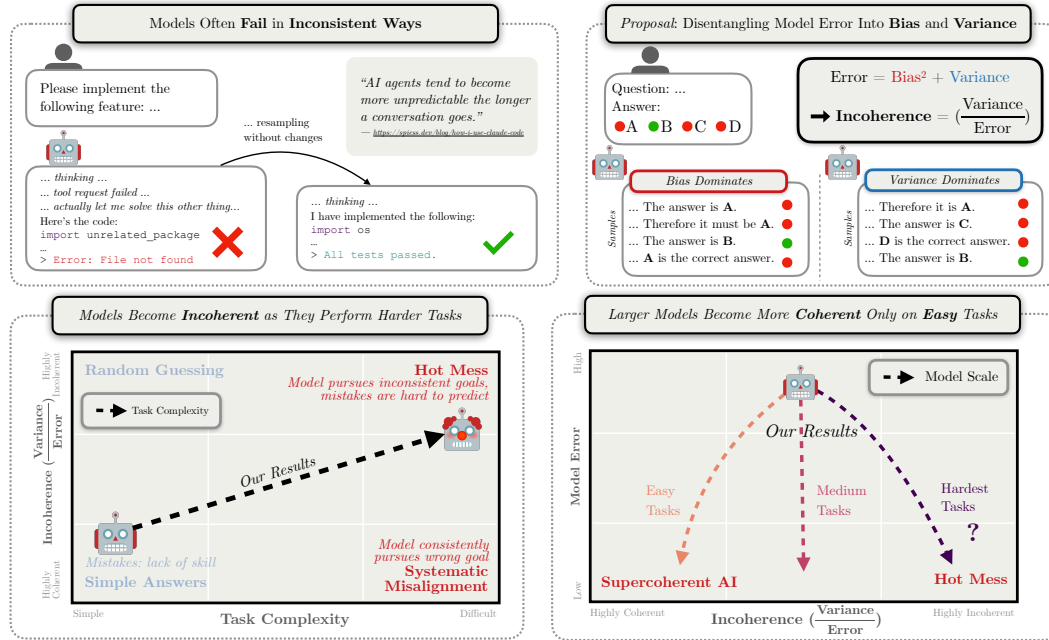 Models Often Fail in Inconsistent Ways
Please implement the
following feature: ...
"AI agents tend to become
more unpredictable the longer
a conversation goes."
— https://spiess.dev/blog/how-i-use-claude-code
... resampling
without changes
... thinking ...
... tool request failed ...
... actually let me solve this other thing...
Here's the code:
import unrelated_package
...
> Error: File not found
... thinking ...
I have implemented the following:
import os
...
> All tests passed.
Proposal: Disentangling Model Error Into Bias and Variance
Question: ...
Answer:
A B C D
Error = Bias² + Variance
➡ Incoherence = (Variance
Error)
Bias Dominates
Samples
... The answer is A.
... Therefore it must be A.
... The answer is B.
... A is the correct answer.
Variance Dominates
Samples
... Therefore it is A.
... The answer is C.
... D is the correct answer.
... The answer is B.
Models Become Incoherent as They Perform Harder Tasks
Highly
Incoherent
Incoherence (Variance
Error)
Highly
Coherent
Random Guessing
Task Complexity
Hot Mess
Model pursues inconsistent goals,
mistakes are hard to predict
Our Results
Mistakes: lack of skill
Simple Answers
Model consistently
pursues wrong goal
Systematic
Misalignment
Simple
Task Complexity
Difficult
Larger Models Become More Coherent Only on Easy Tasks
High
Model Error
Low
Model Scale
Our Results
Easy
Tasks
Medium
Tasks
Hardest
Tasks
?
Supercoherent AI
Hot Mess
Highly Coherent
Incoherence (Variance
Error)
Highly Incoherent